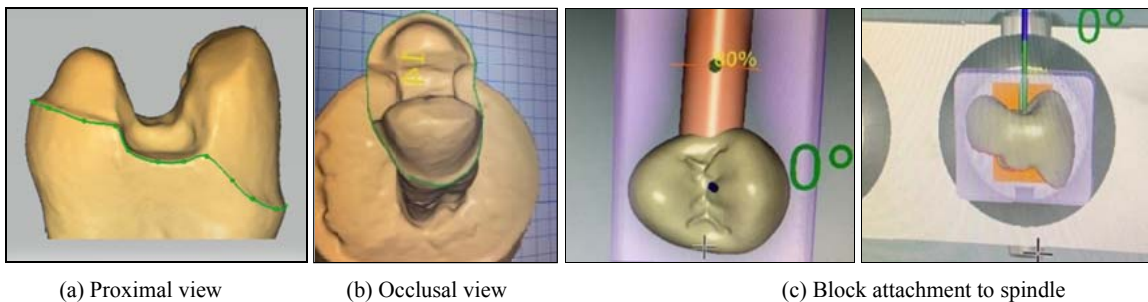 80%
0°
0°
(a) Proximal view
(b) Occlusal view
(c) Block attachment to spindle